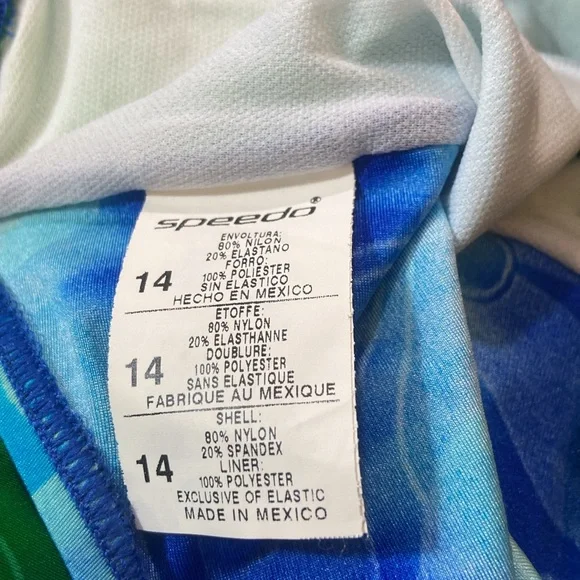 speedo®
ENVOLTURA:
80% NILON
20% ELASTANO
FORRO:
100% POLIESTER
14 SIN ELASTICO
HECHO EN MEXICO
ETOFFE:
80% NYLON
20% ELASTHANNE
DOUBLURE:
14 100% POLYESTER
SANS ELASTIQUE
FABRIQUE AU MEXIQUE
SHELL:
80% NYLON
20% SPANDEX
14 LINER:
100% POLYESTER
EXCLUSIVE OF ELASTIC
MADE IN MEXICO